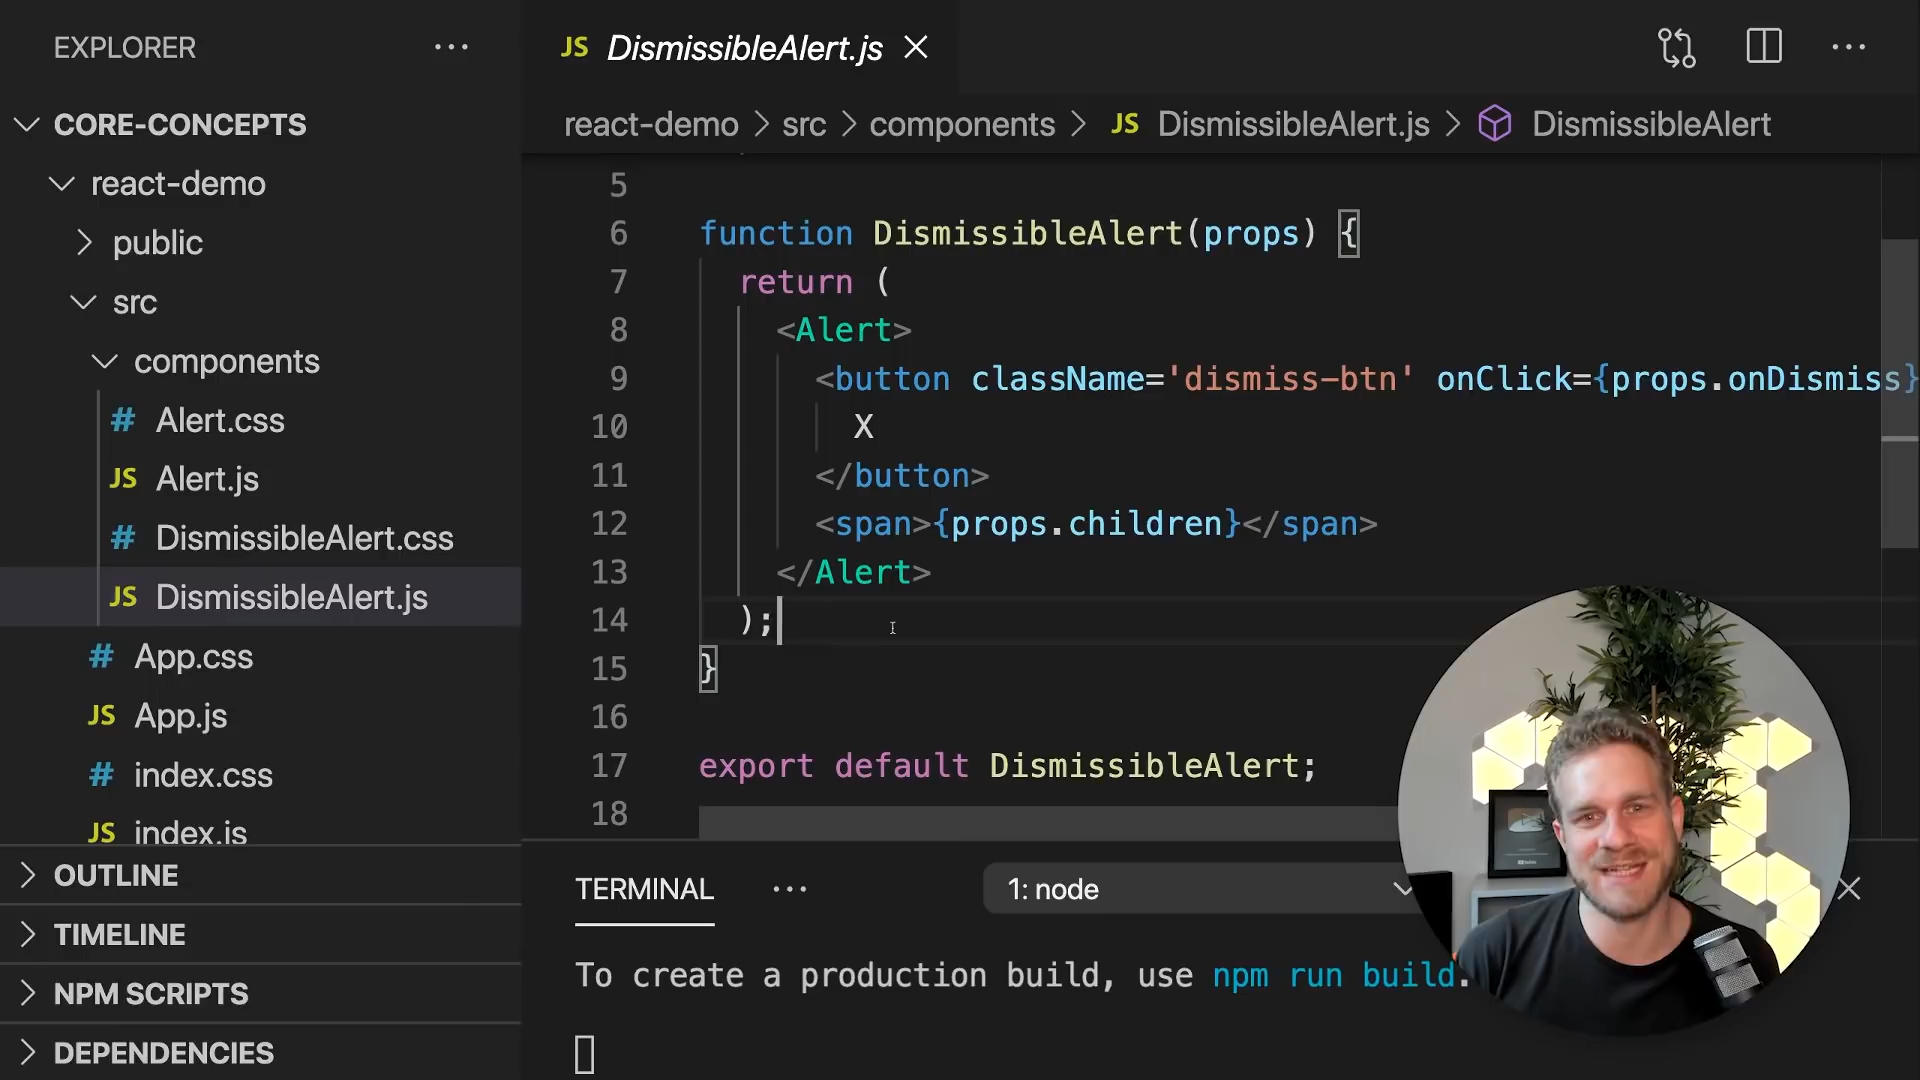 EXPLORER
CORE-CONCEPTS
react-demo
public
src
components
# Alert.css
JS Alert.js
# DismissibleAlert.css
JS DismissibleAlert.js
# App.css
JS App.js
# index.css
JS index.js
OUTLINE
TIMELINE
NPM SCRIPTS
DEPENDENCIES
JS DismissibleAlert.js
react-demo > src > components > JS DismissibleAlert.js > DismissibleAlert
5
6 function DismissibleAlert(props) {
7 return (
8 <Alert>
9 <button className='dismiss-btn' onClick={props.onDismiss}
10 X
11 </button>
12 <span>{props.children}</span>
13 </Alert>
14 );
15 }
16
17 export default DismissibleAlert;
18
TERMINAL
1: node
To create a production build, use npm run build.